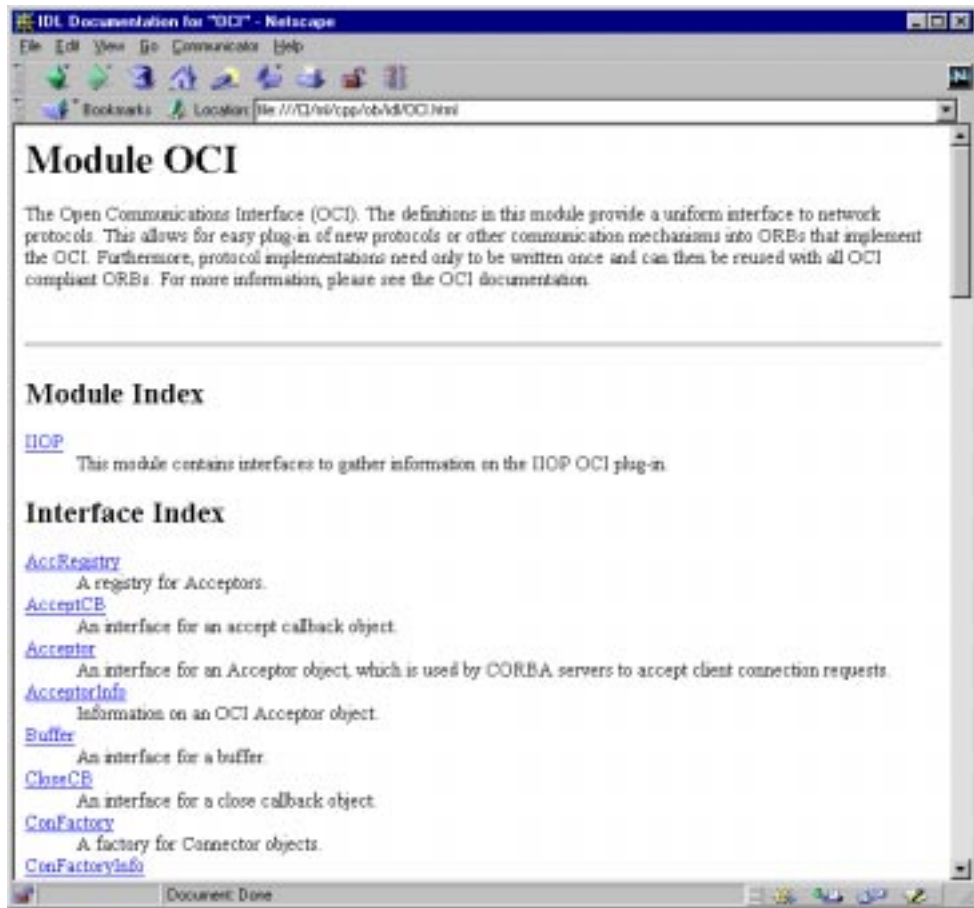 IDL Documentation for "OCI" - Netscape
File Edit View Go Communicator Help
Bookmarks Location: file:///C|/ml/cpp/ob/idl/OCI.html
Module OCI
The Open Communications Interface (OCI). The definitions in this module provide a uniform interface to network
protocols. This allows for easy plug-in of new protocols or other communication mechanisms into ORBs that implement
the OCI. Furthermore, protocol implementations need only to be written once and can then be reused with all OCI
compliant ORBs. For more information, please see the OCI documentation.
Module Index
IIOP
This module contains interfaces to gather information on the IIOP OCI plug-in.
Interface Index
AccRegistry
A registry for Acceptors.
AcceptCB
An interface for an accept callback object.
Acceptor
An interface for an Acceptor object, which is used by CORBA servers to accept client connection requests.
AcceptorInfo
Information on an OCI Acceptor object.
Buffer
An interface for a buffer.
CloseCB
An interface for a close callback object.
ConFactory
A factory for Connector objects.
ConFactoryInfo
Document: Done